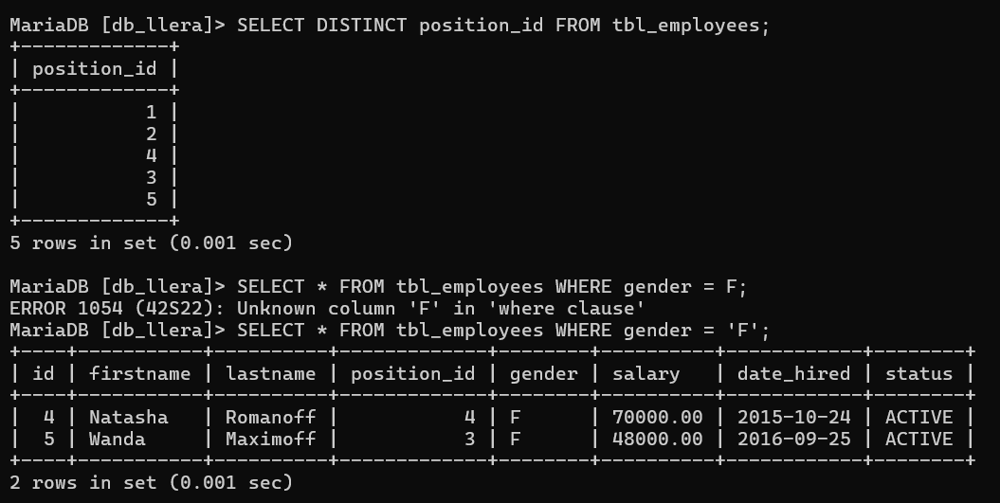 MariaDB [db_llera]> SELECT DISTINCT position_id FROM tbl_employees;
+-------------+
| position_id |
+-------------+
|           1 |
|           2 |
|           4 |
|           3 |
|           5 |
+-------------+
5 rows in set (0.001 sec)

MariaDB [db_llera]> SELECT * FROM tbl_employees WHERE gender = F;
ERROR 1054 (42S22): Unknown column 'F' in 'where clause'
MariaDB [db_llera]> SELECT * FROM tbl_employees WHERE gender = 'F';
+----+-----------+----------+-------------+--------+----------+------------+--------+
| id | firstname | lastname | position_id | gender | salary   | date_hired | status |
+----+-----------+----------+-------------+--------+----------+------------+--------+
|  4 | Natasha   | Romanoff |           4 | F      | 70000.00 | 2015-10-24 | ACTIVE |
|  5 | Wanda     | Maximoff |           3 | F      | 48000.00 | 2016-09-25 | ACTIVE |
+----+-----------+----------+-------------+--------+----------+------------+--------+
2 rows in set (0.001 sec)